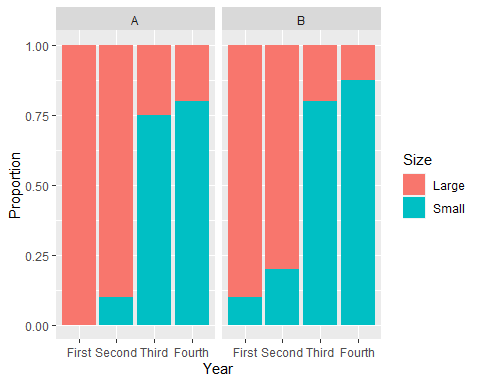 A B
1.00
0.75
0.50
0.25
0.00
Proportion
First Second Third Fourth First Second Third Fourth
Year
Size
Large
Small